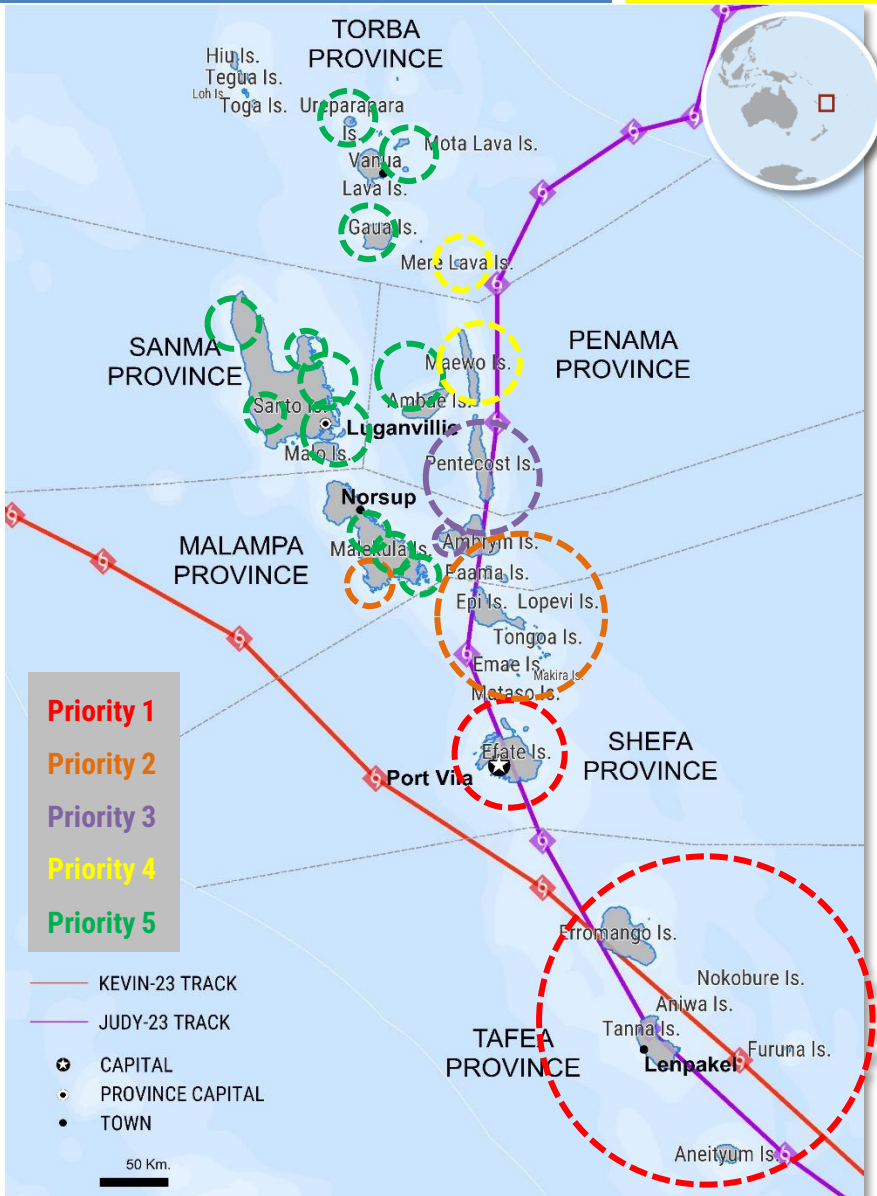 TORBA
PROVINCE
Hiu Is.
Tegua Is.
Loh Is.
Toga Is.
Ureparapara
Is.
Mota Lava Is.
Vanua
Lava Is.
Gaua Is.
Mere Lava Is.
SANMA
PROVINCE
PENAMA
PROVINCE
Maewo Is.
Ambae Is.
Santo Is.
Luganvillie
Malo Is.
Pentecost Is.
Norsup
MALAMPA
PROVINCE
Malekula Is.
Ambrym Is.
Paama Is.
Epi Is.
Lopevi Is.
Tongoa Is.
Emae Is.
Makira Is.
Mataso Is.
Priority 1
Priority 2
Priority 3
Priority 4
Priority 5
Efate Is.
SHEFA
PROVINCE
Port Vila
Erromango Is.
Nokobure Is.
Aniwa Is.
Tanna Is.
TAFEA
PROVINCE
Furuna Is.
Lenpakel
Aneityum Is.
KEVIN-23 TRACK
JUDY-23 TRACK
CAPITAL
PROVINCE CAPITAL
TOWN
50 Km.